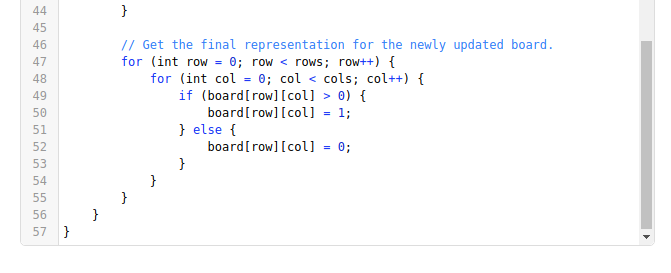 44 }
45
46 // Get the final representation for the newly updated board.
47 for (int row = 0; row < rows; row++) {
48 for (int col = 0; col < cols; col++) {
49 if (board[row][col] > 0) {
50 board[row][col] = 1;
51 } else {
52 board[row][col] = 0;
53 }
54 }
55 }
56 }
57 }